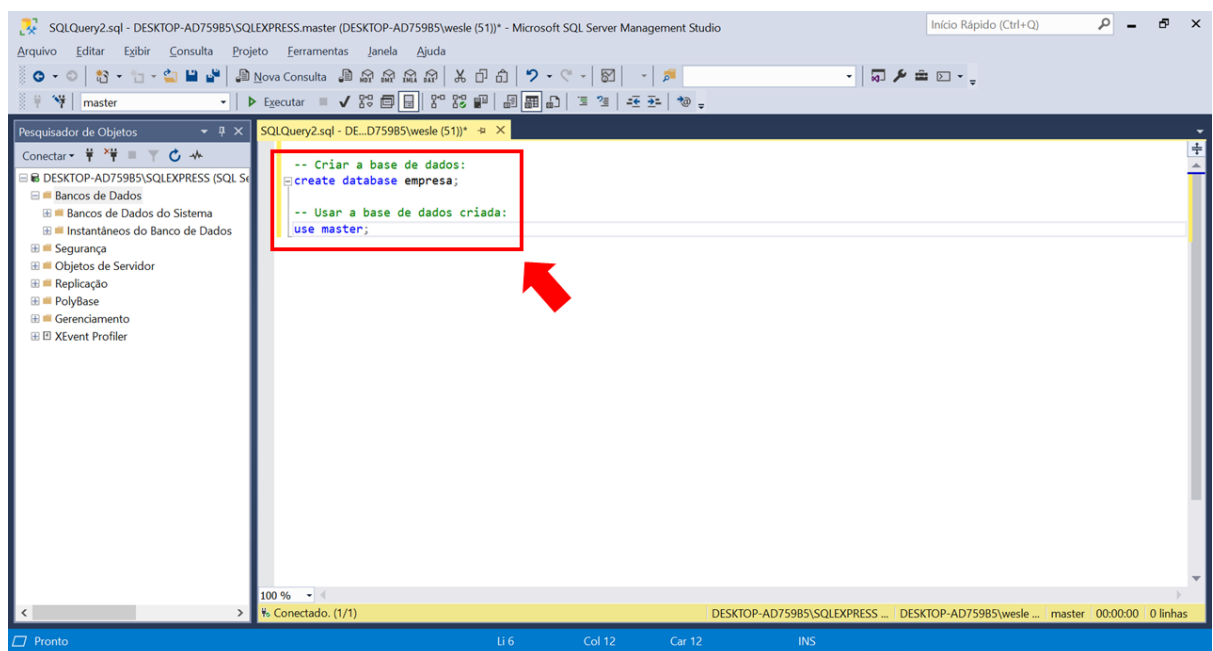 SQLQuery2.sql - DESKTOP-AD759B5\SQLEXPRESS.master (DESKTOP-AD759B5\wesle (51))* - Microsoft SQL Server Management Studio
Início Rápido (Ctrl+Q)
Arquivo Editar Exibir Consulta Projeto Ferramentas Janela Ajuda
Nova Consulta
master
Executar
Pesquisador de Objetos
SQLQuery2.sql - DE...D759B5\wesle (51))*
Conectar
DESKTOP-AD759B5\SQLEXPRESS (SQL Se
Bancos de Dados
Bancos de Dados do Sistema
Instantâneos do Banco de Dados
Segurança
Objetos de Servidor
Replicação
PolyBase
Gerenciamento
XEvent Profiler
-- Criar a base de dados:
create database empresa;
-- Usar a base de dados criada:
use master;
100 %
Conectado. (1/1)
DESKTOP-AD759B5\SQLEXPRESS ... DESKTOP-AD759B5\wesle ... master 00:00:00 0 linhas
Pronto
Li 6 Col 12 Car 12 INS